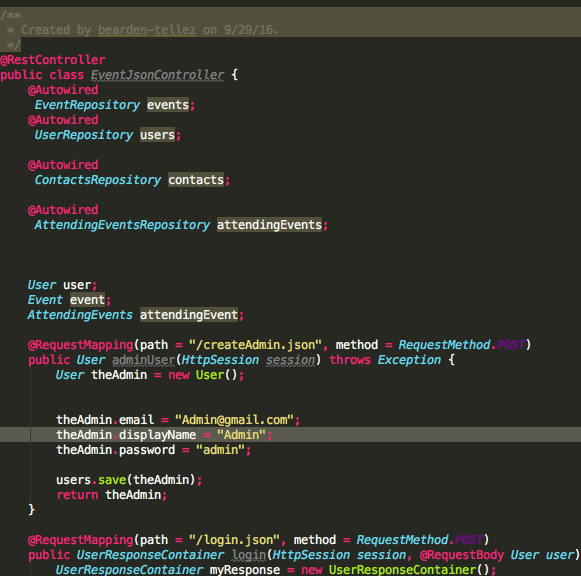 /**
* Created by bearden-tellez on 9/29/16.
*/
@RestController
public class EventJsonController {
@Autowired
EventRepository events;
@Autowired
UserRepository users;
@Autowired
ContactsRepository contacts;
@Autowired
AttendingEventsRepository attendingEvents;
User user;
Event event;
AttendingEvents attendingEvent;
@RequestMapping(path = "/createAdmin.json", method = RequestMethod.POST)
public User adminUser(HttpSession session) throws Exception {
User theAdmin = new User();
theAdmin.email = "Admin@gmail.com";
theAdmin.displayName = "Admin";
theAdmin.password = "admin";
users.save(theAdmin);
return theAdmin;
}
@RequestMapping(path = "/login.json", method = RequestMethod.POST)
public UserResponseContainer login(HttpSession session, @RequestBody User user)
UserResponseContainer myResponse = new UserResponseContainer();